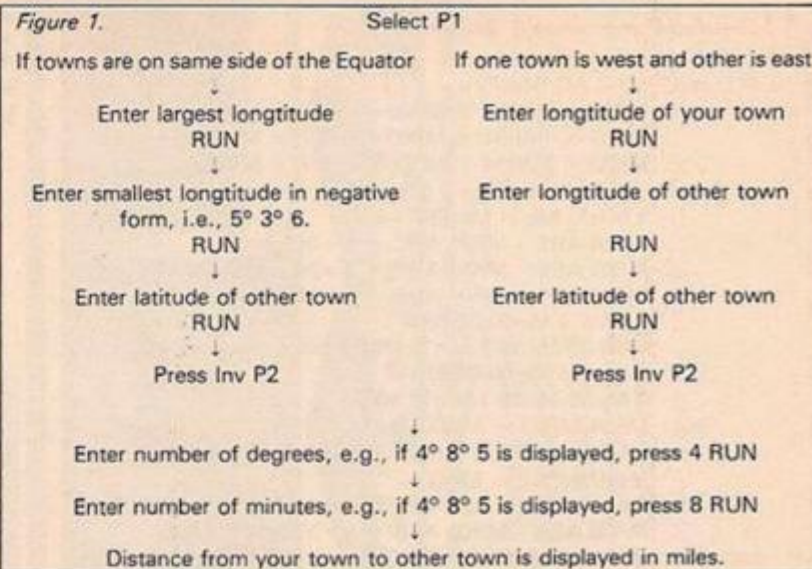 Figure 1.
Select P1
If towns are on same side of the Equator
↓
Enter largest longtitude
RUN
↓
Enter smallest longtitude in negative
form, i.e., 5° 3° 6.
RUN
↓
Enter latitude of other town
RUN
↓
Press Inv P2
If one town is west and other is east
↓
Enter longtitude of your town
RUN
↓
Enter longtitude of other town
RUN
↓
Enter latitude of other town
RUN
↓
Press Inv P2
↓
Enter number of degrees, e.g., if 4° 8° 5 is displayed, press 4 RUN
↓
Enter number of minutes, e.g., if 4° 8° 5 is displayed, press 8 RUN
↓
Distance from your town to other town is displayed in miles.